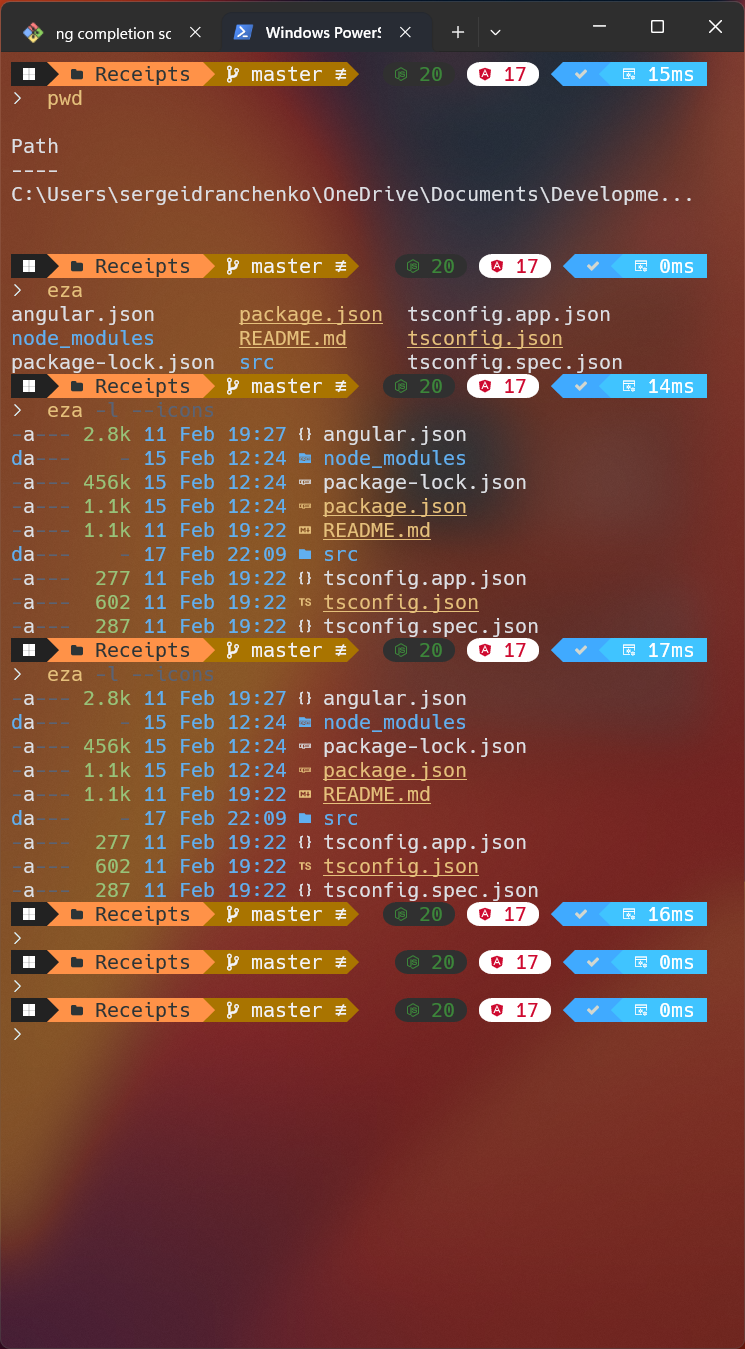 ng completion sc
Windows PowerS
Receipts master ≢ 20 17 15ms
> pwd
Path
----
C:\Users\sergeidranchenko\OneDrive\Documents\Developme...
Receipts master ≢ 20 17 0ms
> eza
angular.json package.json tsconfig.app.json
node_modules README.md tsconfig.json
package-lock.json src tsconfig.spec.json
Receipts master ≢ 20 17 14ms
> eza -l --icons
-a--- 2.8k 11 Feb 19:27 {} angular.json
da--- - 15 Feb 12:24 node_modules
-a--- 456k 15 Feb 12:24 package-lock.json
-a--- 1.1k 15 Feb 12:24 package.json
-a--- 1.1k 11 Feb 19:22 README.md
da--- - 17 Feb 22:09 src
-a--- 277 11 Feb 19:22 {} tsconfig.app.json
-a--- 602 11 Feb 19:22 TS tsconfig.json
-a--- 287 11 Feb 19:22 {} tsconfig.spec.json
Receipts master ≢ 20 17 17ms
> eza -l --icons
-a--- 2.8k 11 Feb 19:27 {} angular.json
da--- - 15 Feb 12:24 node_modules
-a--- 456k 15 Feb 12:24 package-lock.json
-a--- 1.1k 15 Feb 12:24 package.json
-a--- 1.1k 11 Feb 19:22 README.md
da--- - 17 Feb 22:09 src
-a--- 277 11 Feb 19:22 {} tsconfig.app.json
-a--- 602 11 Feb 19:22 TS tsconfig.json
-a--- 287 11 Feb 19:22 {} tsconfig.spec.json
Receipts master ≢ 20 17 16ms
>
Receipts master ≢ 20 17 0ms
>
Receipts master ≢ 20 17 0ms
>